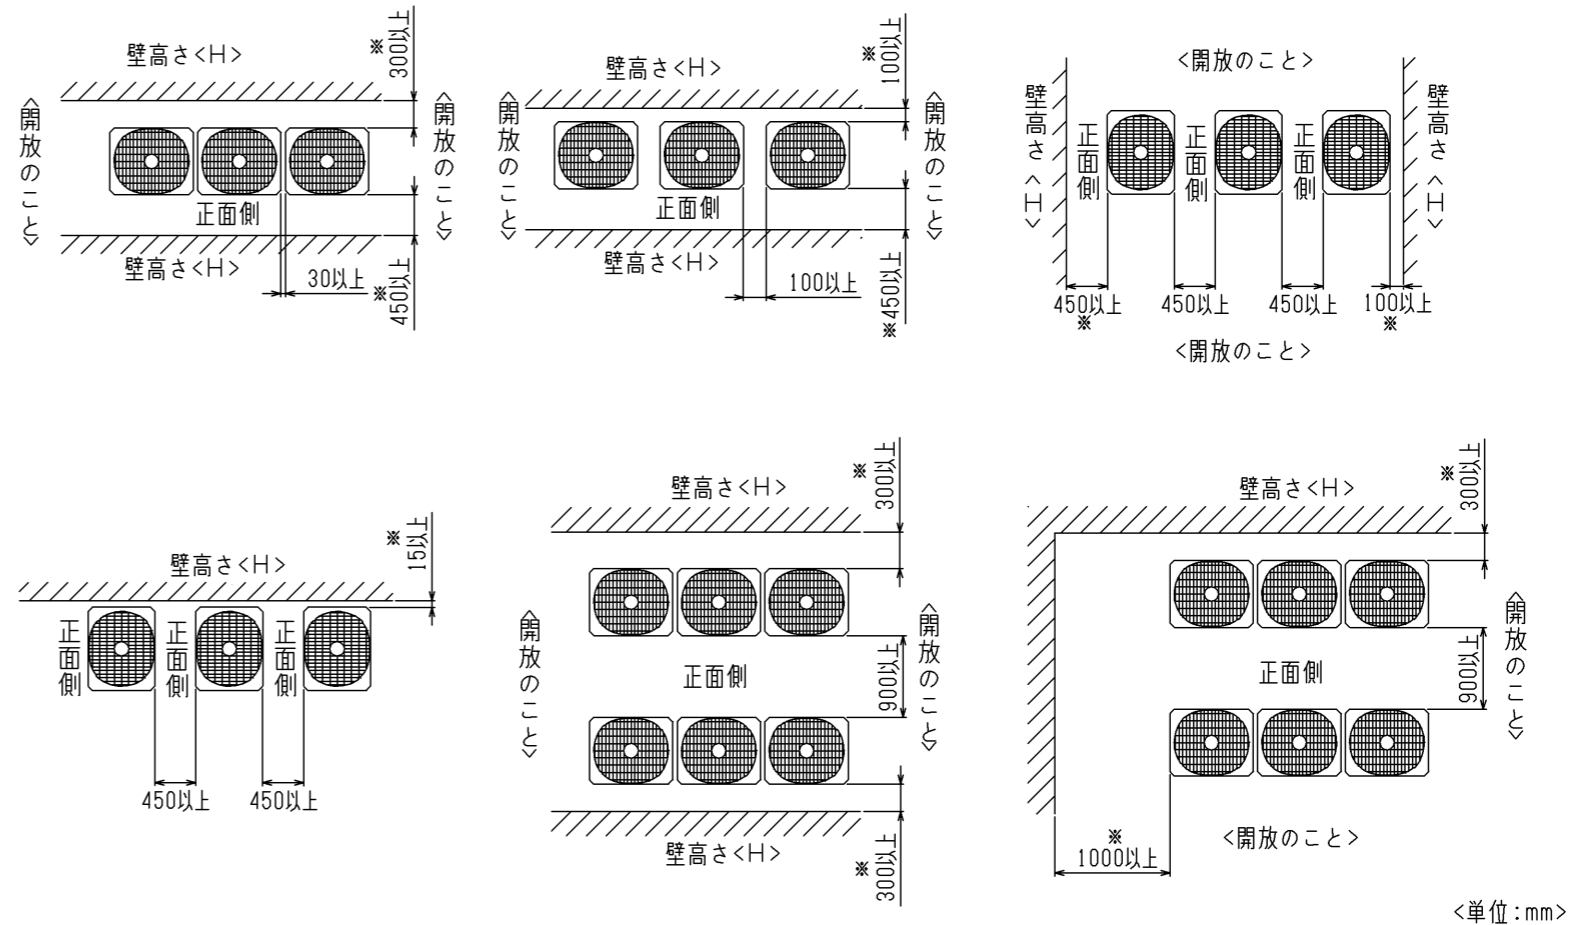 壁高さ<H>
※
300以上
<開放のこと>
<開放のこと>
正面側
壁高さ<H>
30以上
※
450以上
壁高さ<H>
※
100以上
<開放のこと>
<開放のこと>
正面側
壁高さ<H>
100以上
※450以上
<開放のこと>
壁高さ<H>
正面側
正面側
正面側
壁高さ<H>
450以上
※
450以上
450以上
100以上
※
<開放のこと>
壁高さ<H>
※
15以上
正面側
正面側
正面側
450以上
450以上
壁高さ<H>
※
300以上
<開放のこと>
<開放のこと>
正面側
900以上
壁高さ<H>
※
300以上
壁高さ<H>
※
300以上
正面側
900以上
<開放のこと>
※
1000以上
<開放のこと>
<単位:mm>